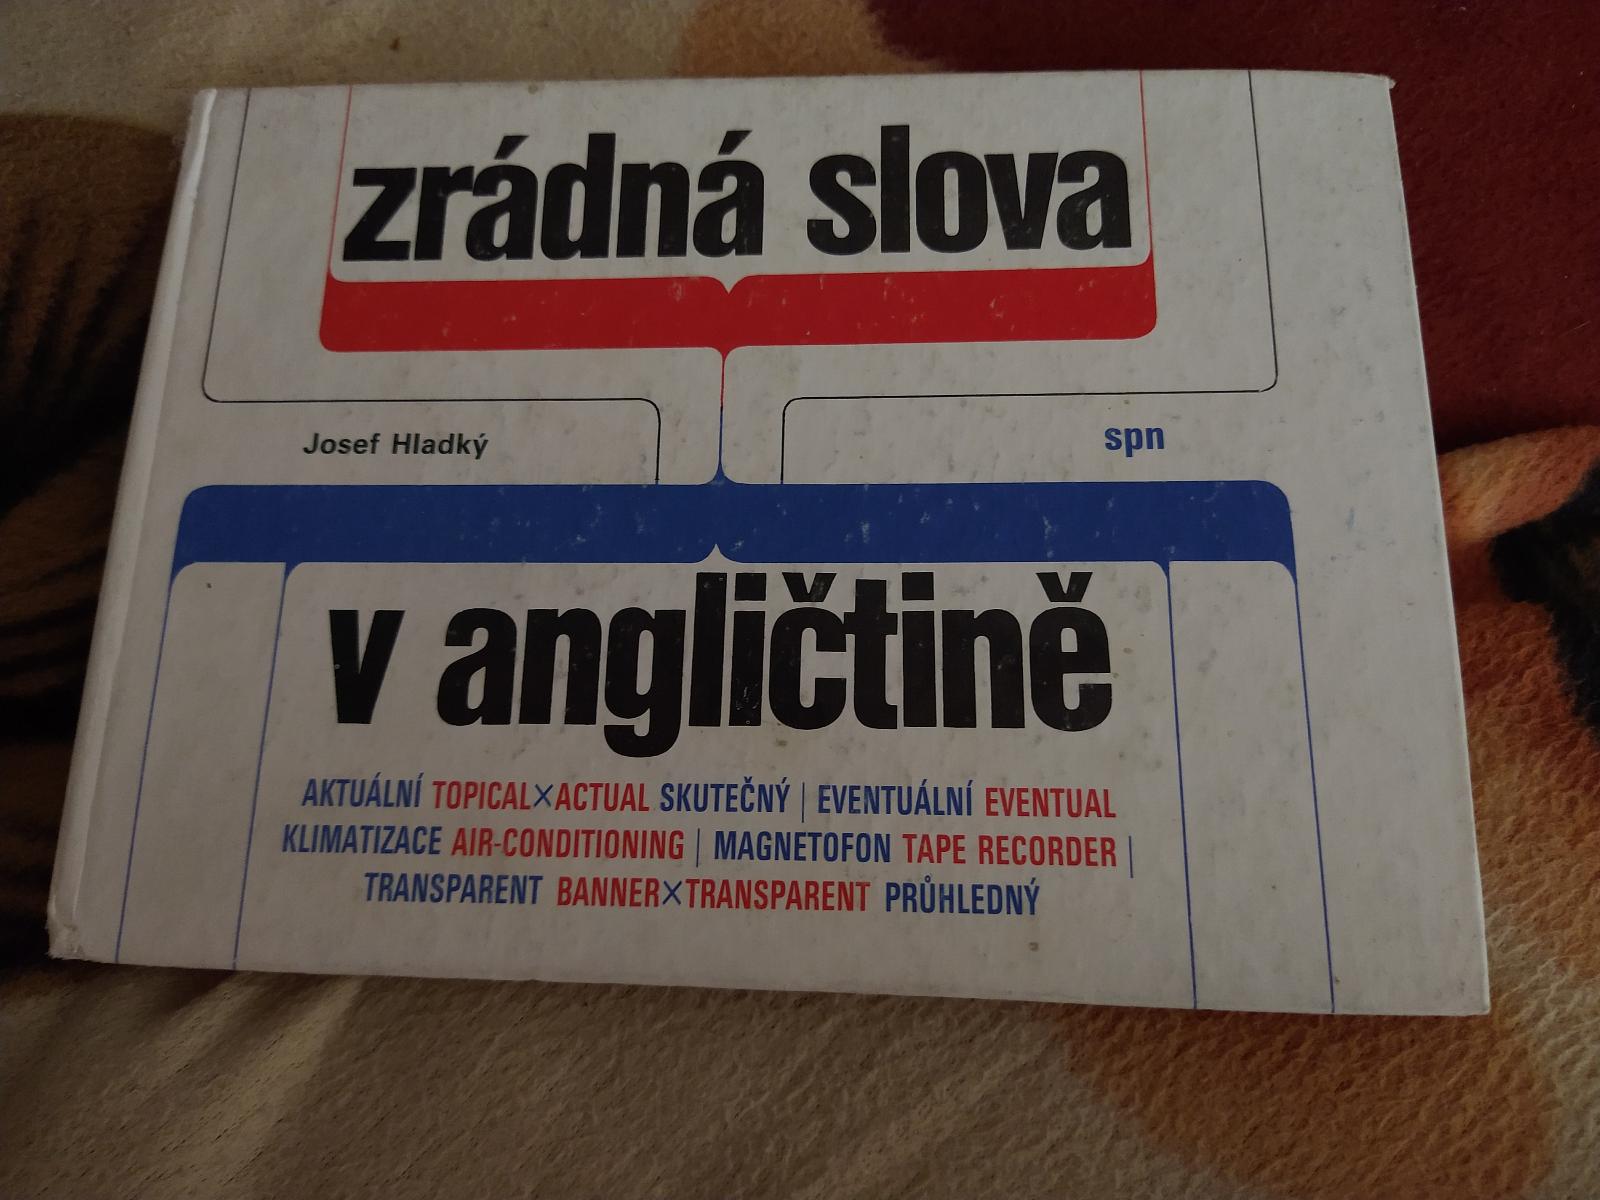 zrádná slova
Josef Hladký
spn
v angličtině
AKTUÁLNÍ TOPICAL×ACTUAL SKUTEČNÝ | EVENTUÁLNÍ EVENTUAL
KLIMATIZACE AIR-CONDITIONING | MAGNETOFON TAPE RECORDER |
TRANSPARENT BANNER×TRANSPARENT PRŮHLEDNÝ